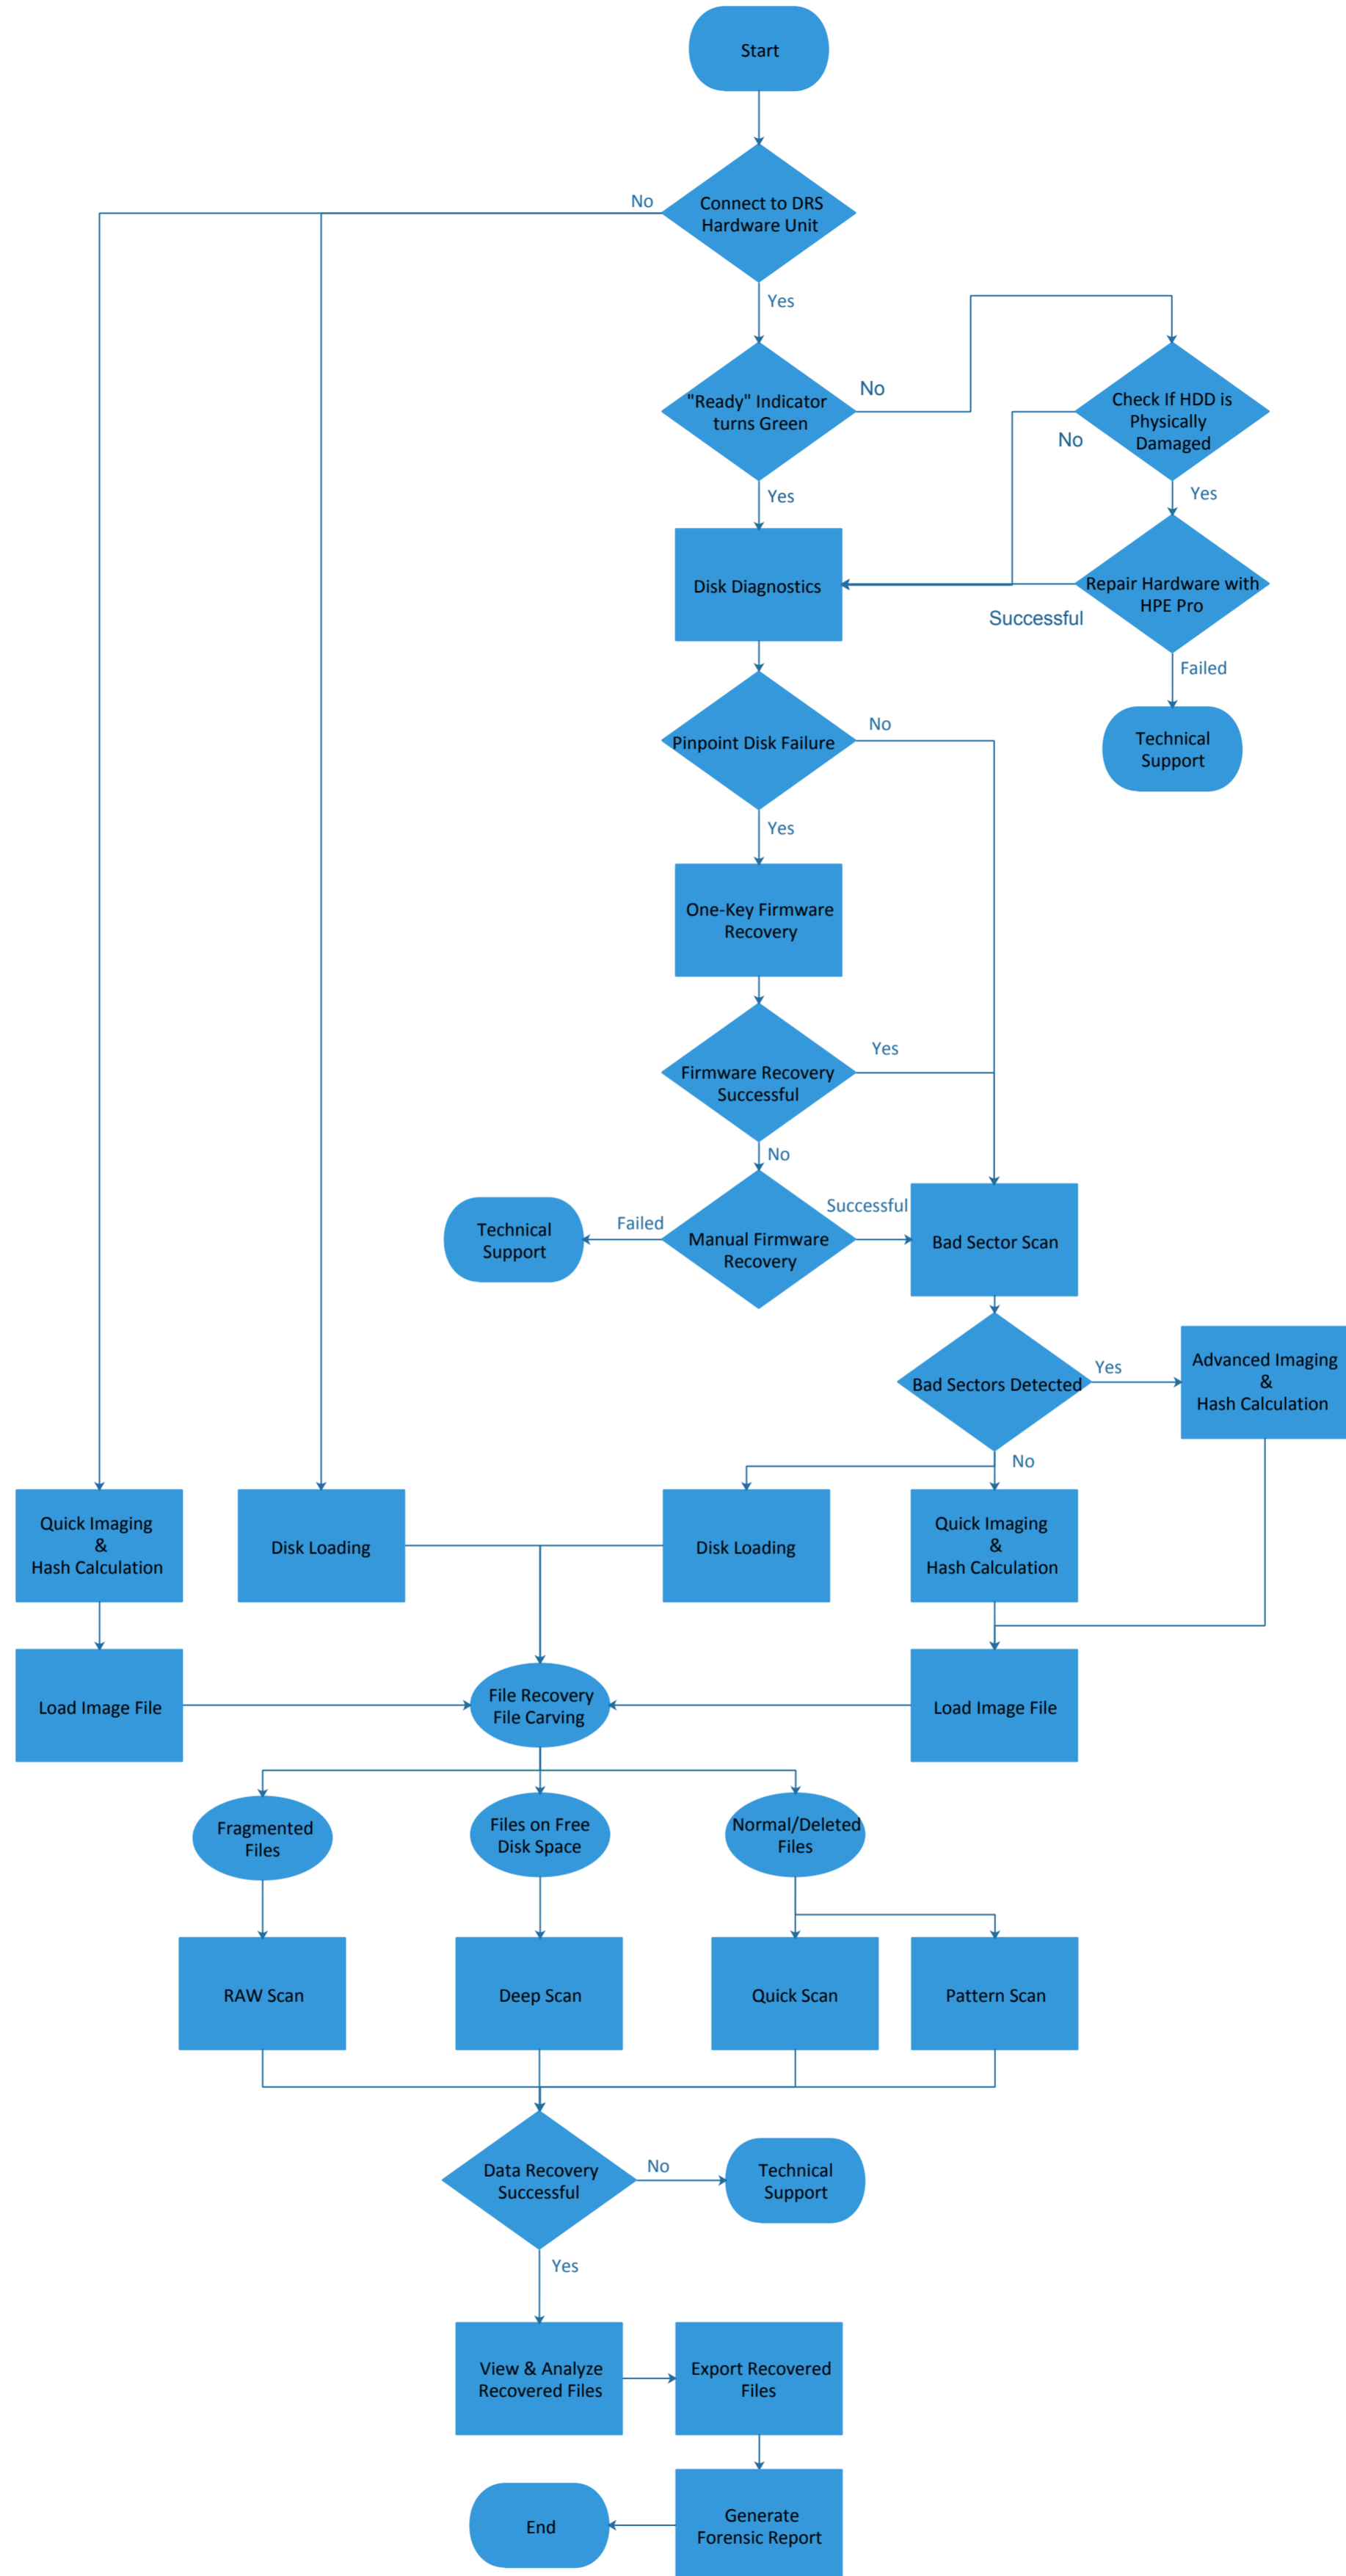 Start
No
Connect to DRS
Hardware Unit
Yes
"Ready" Indicator
turns Green
No
Check If HDD is
Physically
Damaged
No
Yes
Yes
Disk Diagnostics
Repair Hardware with
HPE Pro
Successful
Failed
Technical
Support
Pinpoint Disk Failure
No
Yes
One-Key Firmware
Recovery
Firmware Recovery
Successful
Yes
No
Technical
Support
Failed
Manual Firmware
Recovery
Successful
Bad Sector Scan
Bad Sectors Detected
Yes
Advanced Imaging
&
Hash Calculation
No
Quick Imaging
&
Hash Calculation
Disk Loading
Disk Loading
Quick Imaging
&
Hash Calculation
Load Image File
File Recovery
File Carving
Load Image File
Fragmented
Files
Files on Free
Disk Space
Normal/Deleted
Files
RAW Scan
Deep Scan
Quick Scan
Pattern Scan
Data Recovery
Successful
No
Technical
Support
Yes
View & Analyze
Recovered Files
Export Recovered
Files
End
Generate
Forensic Report